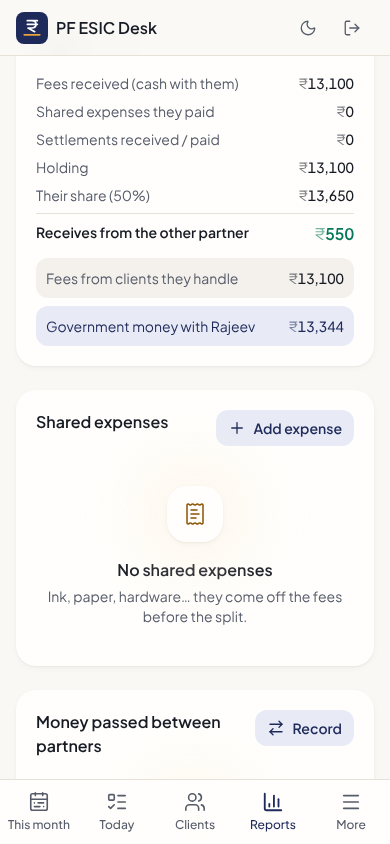 PF ESIC Desk
Fees received (cash with them) ₹13,100
Shared expenses they paid ₹0
Settlements received / paid ₹0
Holding ₹13,100
Their share (50%) ₹13,650
Receives from the other partner ₹550
Fees from clients they handle ₹13,100
Government money with Rajeev ₹13,344
Shared expenses
Add expense
No shared expenses
Ink, paper, hardware… they come off the fees
before the split.
Money passed between
partners
Record
This month Today Clients Reports More